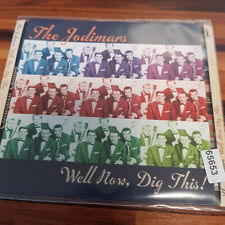 The Jodimars
Well Now, Dig This!
65653